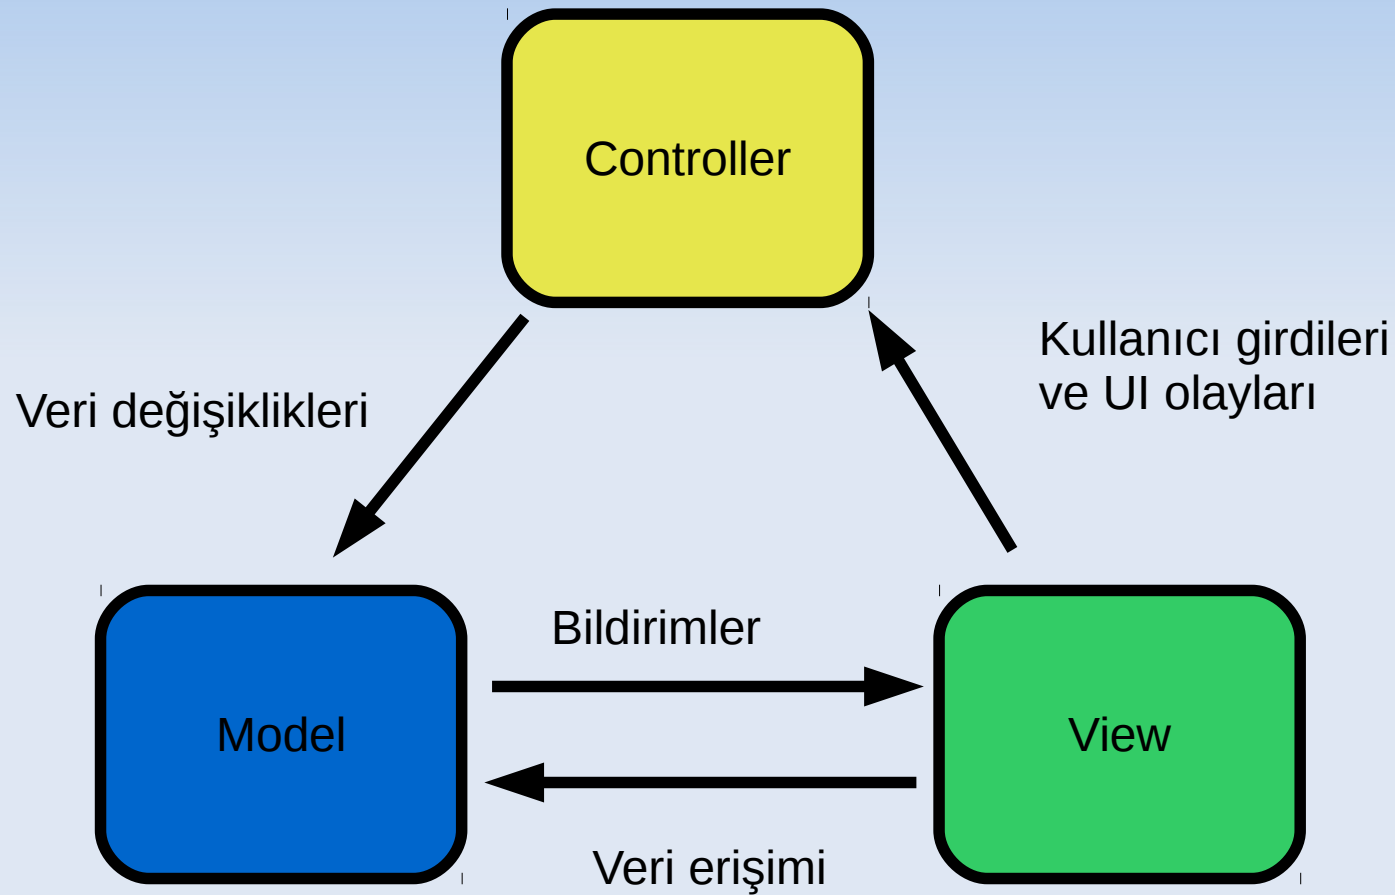 Controller
Kullanıcı girdileri
ve UI olayları
Veri değişiklikleri
Bildirimler
Model
View
Veri erişimi